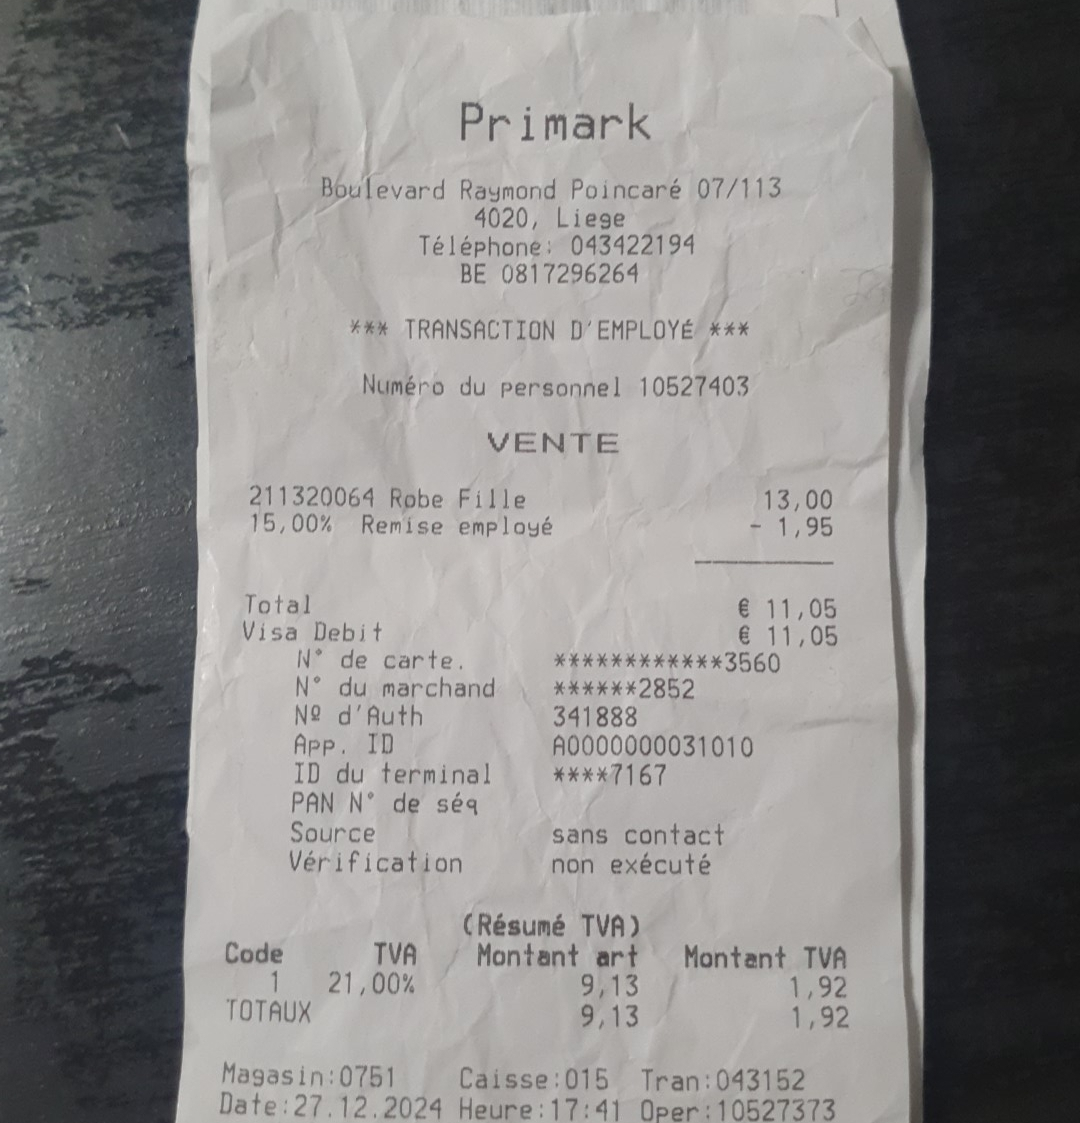 Primark
Boulevard Raymond Poincaré 07/113
4020, Liege
Téléphone: 043422194
BE 0817296264
*** TRANSACTION D'EMPLOYÉ ***
Numéro du personnel 10527403
VENTE
211320064 Robe Fille 13,00
15,00% Remise employé - 1,95
Total € 11,05
Visa Debit € 11,05
N° de carte. ************3560
N° du marchand ******2852
Nº d'Auth 341888
App. ID A0000000031010
ID du terminal ****7167
PAN N° de séq
Source sans contact
Vérification non exécuté
(Résumé TVA)
Code TVA Montant art Montant TVA
1 21,00% 9,13 1,92
TOTAUX 9,13 1,92
Magasin:0751 Caisse:015 Tran:043152
Date:27.12.2024 Heure:17:41 Oper:10527373